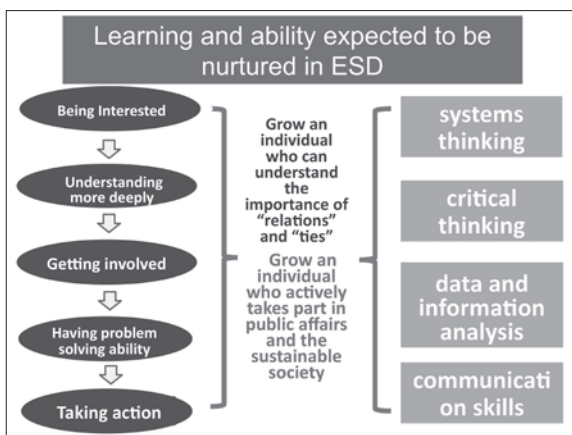 Learning and ability expected to be
nurtured in ESD
Being Interested
Understanding
more deeply
Getting involved
Having problem
solving ability
Taking action
Grow an
individual
who can
understand
the
importance of
“relations”
and “ties”
Grow an
individual
who actively
takes part in
public affairs
and the
sustainable
society
systems
thinking
critical
thinking
data and
information
analysis
communicati
on skills